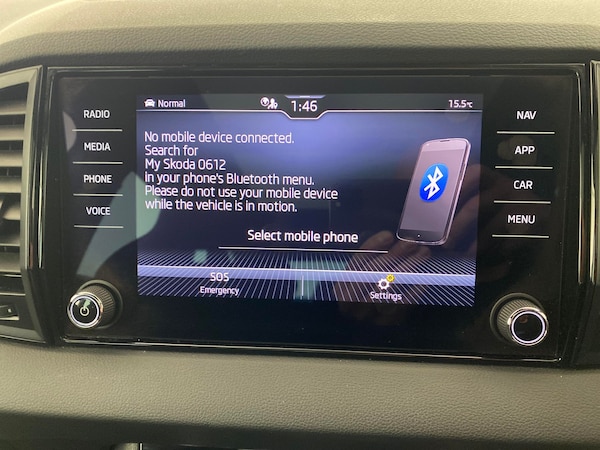 Normal
1:46
15.5°C
RADIO
MEDIA
PHONE
VOICE
No mobile device connected.
Search for
My Skoda 0612
in your phone's Bluetooth menu.
Please do not use your mobile device
while the vehicle is in motion.
Select mobile phone
SOS
Emergency
Settings
NAV
APP
CAR
MENU